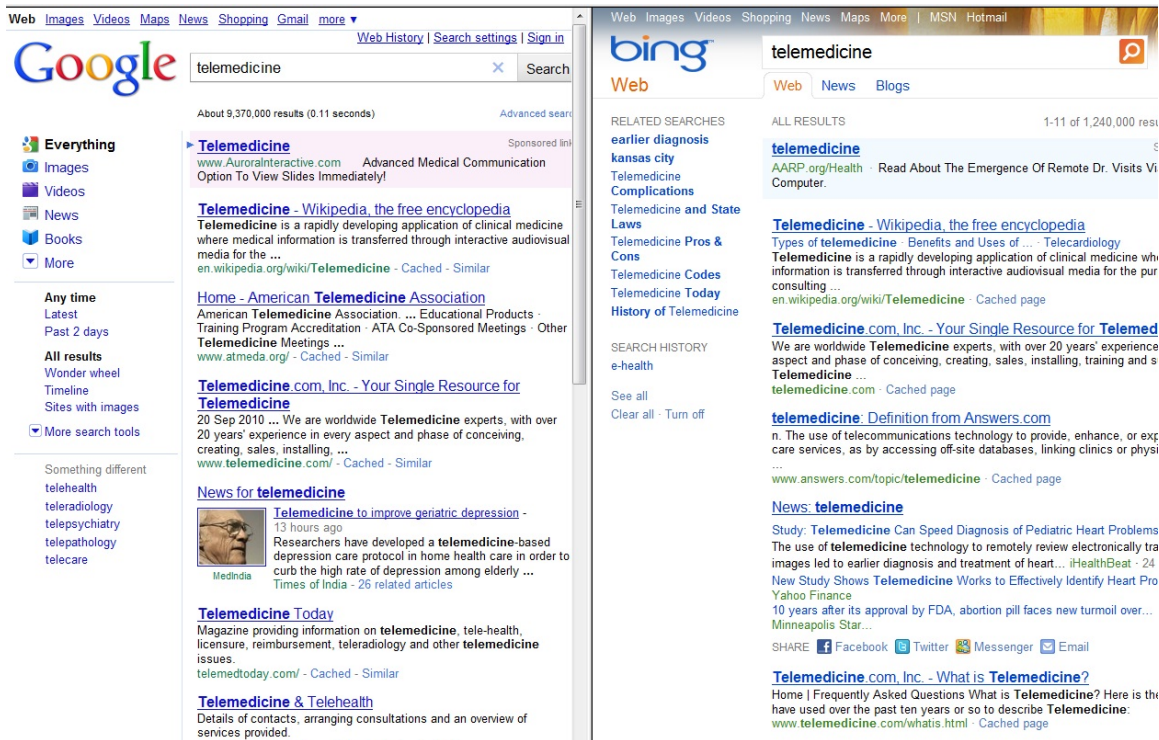 Web Images Videos Maps News Shopping Gmail more ▼
Web History | Search settings | Sign in
Google
telemedicine
Search
About 9,370,000 results (0.11 seconds)
Advanced sear
Everything
Images
Videos
News
Books
More
Any time
Latest
Past 2 days
All results
Wonder wheel
Timeline
Sites with images
More search tools
Something different
telehealth
teleradiology
telepsychiatry
telepathology
telecare
Telemedicine
Sponsored link
www.AuroraInteractive.com Advanced Medical Communication
Option To View Slides Immediately!
Telemedicine - Wikipedia, the free encyclopedia
Telemedicine is a rapidly developing application of clinical medicine
where medical information is transferred through interactive audiovisual
media for the ...
en.wikipedia.org/wiki/Telemedicine - Cached - Similar
Home - American Telemedicine Association
American Telemedicine Association. ... Educational Products ·
Training Program Accreditation · ATA Co-Sponsored Meetings · Other
Telemedicine Meetings ...
www.atmeda.org/ - Cached - Similar
Telemedicine.com, Inc. - Your Single Resource for
Telemedicine
20 Sep 2010 ... We are worldwide Telemedicine experts, with over
20 years' experience in every aspect and phase of conceiving,
creating, sales, installing, ...
www.telemedicine.com/ - Cached - Similar
News for telemedicine
Telemedicine to improve geriatric depression -
13 hours ago
Researchers have developed a telemedicine-based
depression care protocol in home health care in order to
curb the high rate of depression among elderly ...
Times of India - 26 related articles
MedIndia
Telemedicine Today
Magazine providing information on telemedicine, tele-health,
licensure, reimbursement, teleradiology and other telemedicine
issues.
telemedtoday.com/ - Cached - Similar
Telemedicine & Telehealth
Details of contacts, arranging consultations and an overview of
services provided.
Web Images Videos Shopping News Maps More | MSN Hotmail
bing
telemedicine
Web
Web News Blogs
RELATED SEARCHES
earlier diagnosis
kansas city
Telemedicine
Complications
Telemedicine and State
Laws
Telemedicine Pros &
Cons
Telemedicine Codes
Telemedicine Today
History of Telemedicine
SEARCH HISTORY
e-health
See all
Clear all · Turn off
ALL RESULTS
1-11 of 1,240,000 resu
telemedicine
S
AARP.org/Health · Read About The Emergence Of Remote Dr. Visits Vi
Computer.
Telemedicine - Wikipedia, the free encyclopedia
Types of telemedicine · Benefits and Uses of ... · Telecardiology
Telemedicine is a rapidly developing application of clinical medicine whe
information is transferred through interactive audiovisual media for the pur
consulting ...
en.wikipedia.org/wiki/Telemedicine · Cached page
Telemedicine.com, Inc. - Your Single Resource for Telemed
We are worldwide Telemedicine experts, with over 20 years' experience
aspect and phase of conceiving, creating, sales, installing, training and s
Telemedicine ...
telemedicine.com · Cached page
telemedicine: Definition from Answers.com
n. The use of telecommunications technology to provide, enhance, or exp
care services, as by accessing off-site databases, linking clinics or physi
...
www.answers.com/topic/telemedicine · Cached page
News: telemedicine
Study: Telemedicine Can Speed Diagnosis of Pediatric Heart Problems
The use of telemedicine technology to remotely review electronically tra
images led to earlier diagnosis and treatment of heart... iHealthBeat · 24
New Study Shows Telemedicine Works to Effectively Identify Heart Pro
Yahoo Finance
10 years after its approval by FDA, abortion pill faces new turmoil over...
Minneapolis Star...
SHARE Facebook Twitter Messenger Email
Telemedicine.com, Inc. - What is Telemedicine?
Home | Frequently Asked Questions What is Telemedicine? Here is the
have used over the past ten years or so to describe Telemedicine:
www.telemedicine.com/whatis.html · Cached page